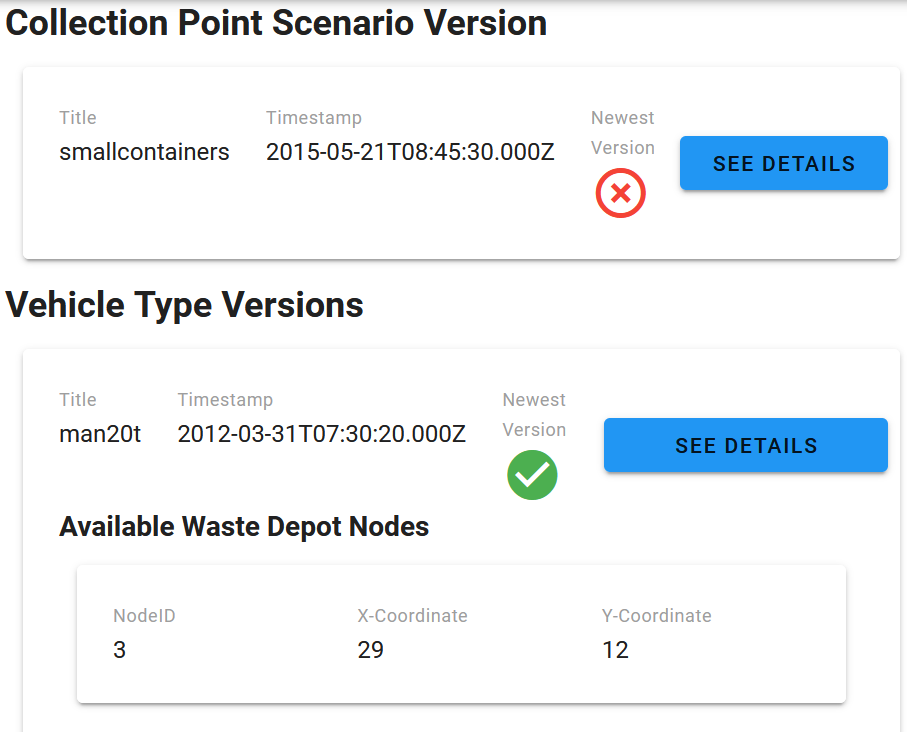 Collection Point Scenario Version
Title Timestamp Newest Version
smallcontainers 2015-05-21T08:45:30.000Z SEE DETAILS
Vehicle Type Versions
Title Timestamp Newest Version
man20t 2012-03-31T07:30:20.000Z SEE DETAILS
Available Waste Depot Nodes
NodeID X-Coordinate Y-Coordinate
3 29 12